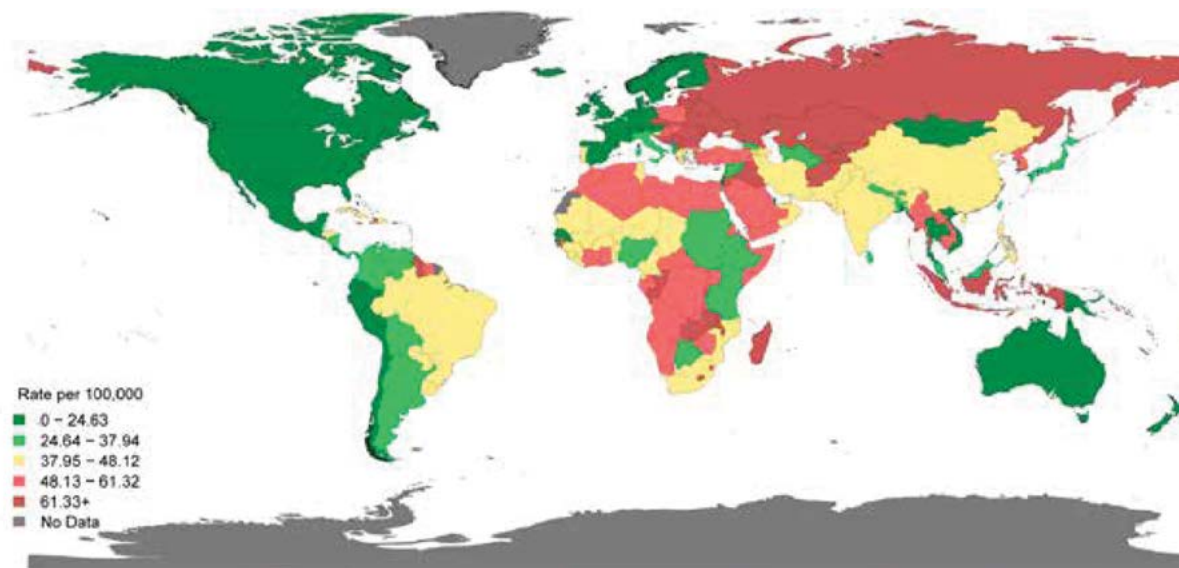 Rate per 100,000
0 – 24.63
24.64 – 37.94
37.95 – 48.12
48.13 – 61.32
61.33+
No Data